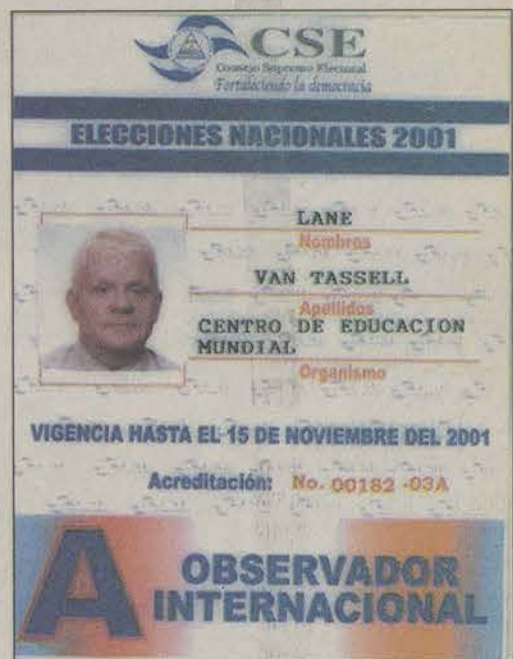 CSE
Consejo Supremo Electoral
Fortaleciendo la democracia
ELECCIONES NACIONALES 2001
LANE
Nombres
VAN TASSELL
Apellidos
CENTRO DE EDUCACION
MUNDIAL
Organismo
VIGENCIA HASTA EL 15 DE NOVIEMBRE DEL 2001
Acreditación: No. 00182 -03A
A
OBSERVADOR
INTERNACIONAL